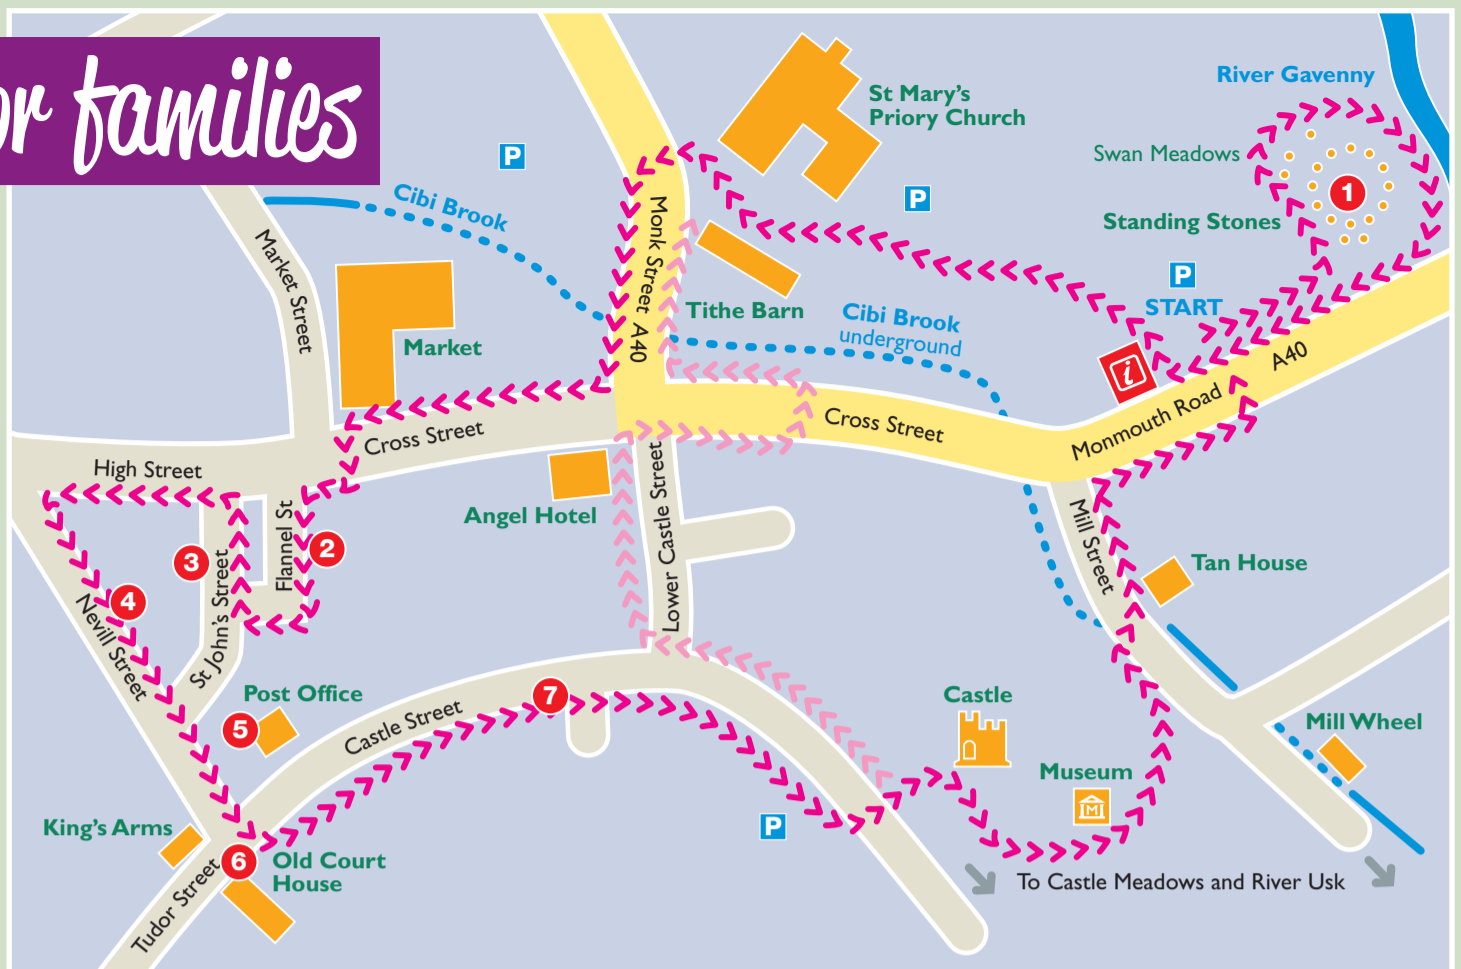 or families
River Gavenny
St Mary's
Priory Church
Swan Meadows
P
P
1
Cibi Brook
Standing Stones
Monk Street A40
P
START
Market Street
Tithe Barn
Cibi Brook
underground
Market
A40
i
Monmouth Road
Cross Street
Cross Street
High Street
Angel Hotel
Lower Castle Street
Flannel St
2
3
St John's Street
Mill Street
Tan House
4
Nevill Street
Post Office
5
7
Castle Street
Castle
Mill Wheel
Museum
M
P
King's Arms
6
Old Court
House
Tudor Street
To Castle Meadows and River Usk